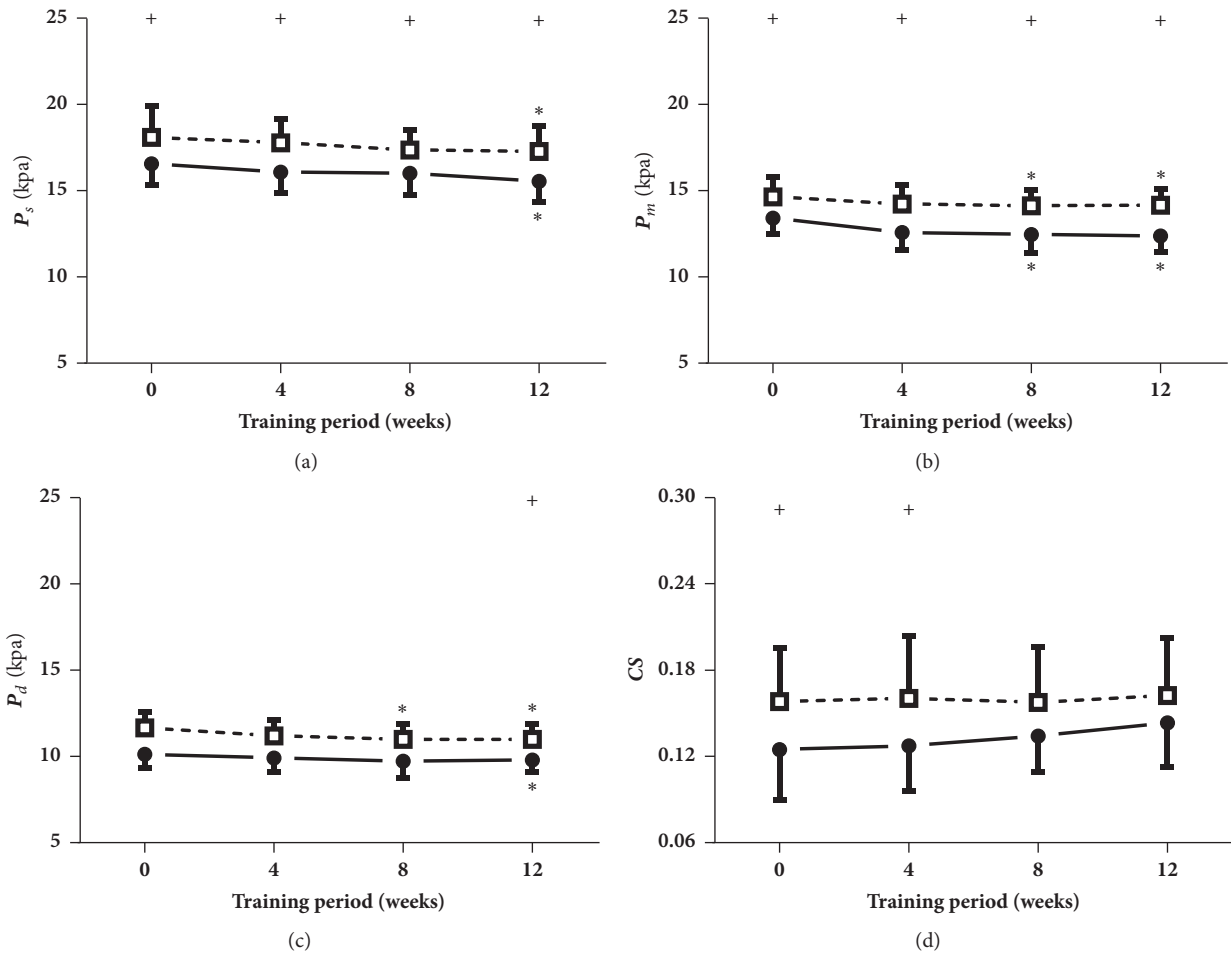 + + + +
25
20
15
10
5
* *
P_s (kpa)
0 4 8 12
Training period (weeks)
(a)
+ + + +
25
20
15
10
5
* *
* *
P_m (kpa)
0 4 8 12
Training period (weeks)
(b)
+
25
20
15
10
5
* *
*
P_d (kpa)
0 4 8 12
Training period (weeks)
(c)
+ +
0.30
0.24
0.18
0.12
0.06
CS
0 4 8 12
Training period (weeks)
(d)